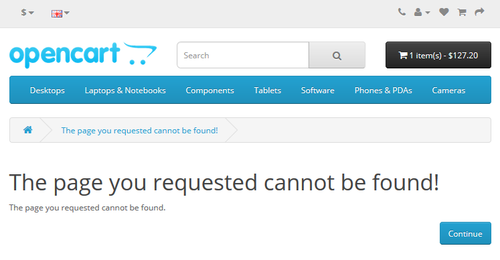 $
opencart
Search
1 item(s) - $127.20
Desktops Laptops & Notebooks Components Tablets Software Phones & PDAs Cameras
The page you requested cannot be found!
The page you requested cannot be found!
The page you requested cannot be found.
Continue